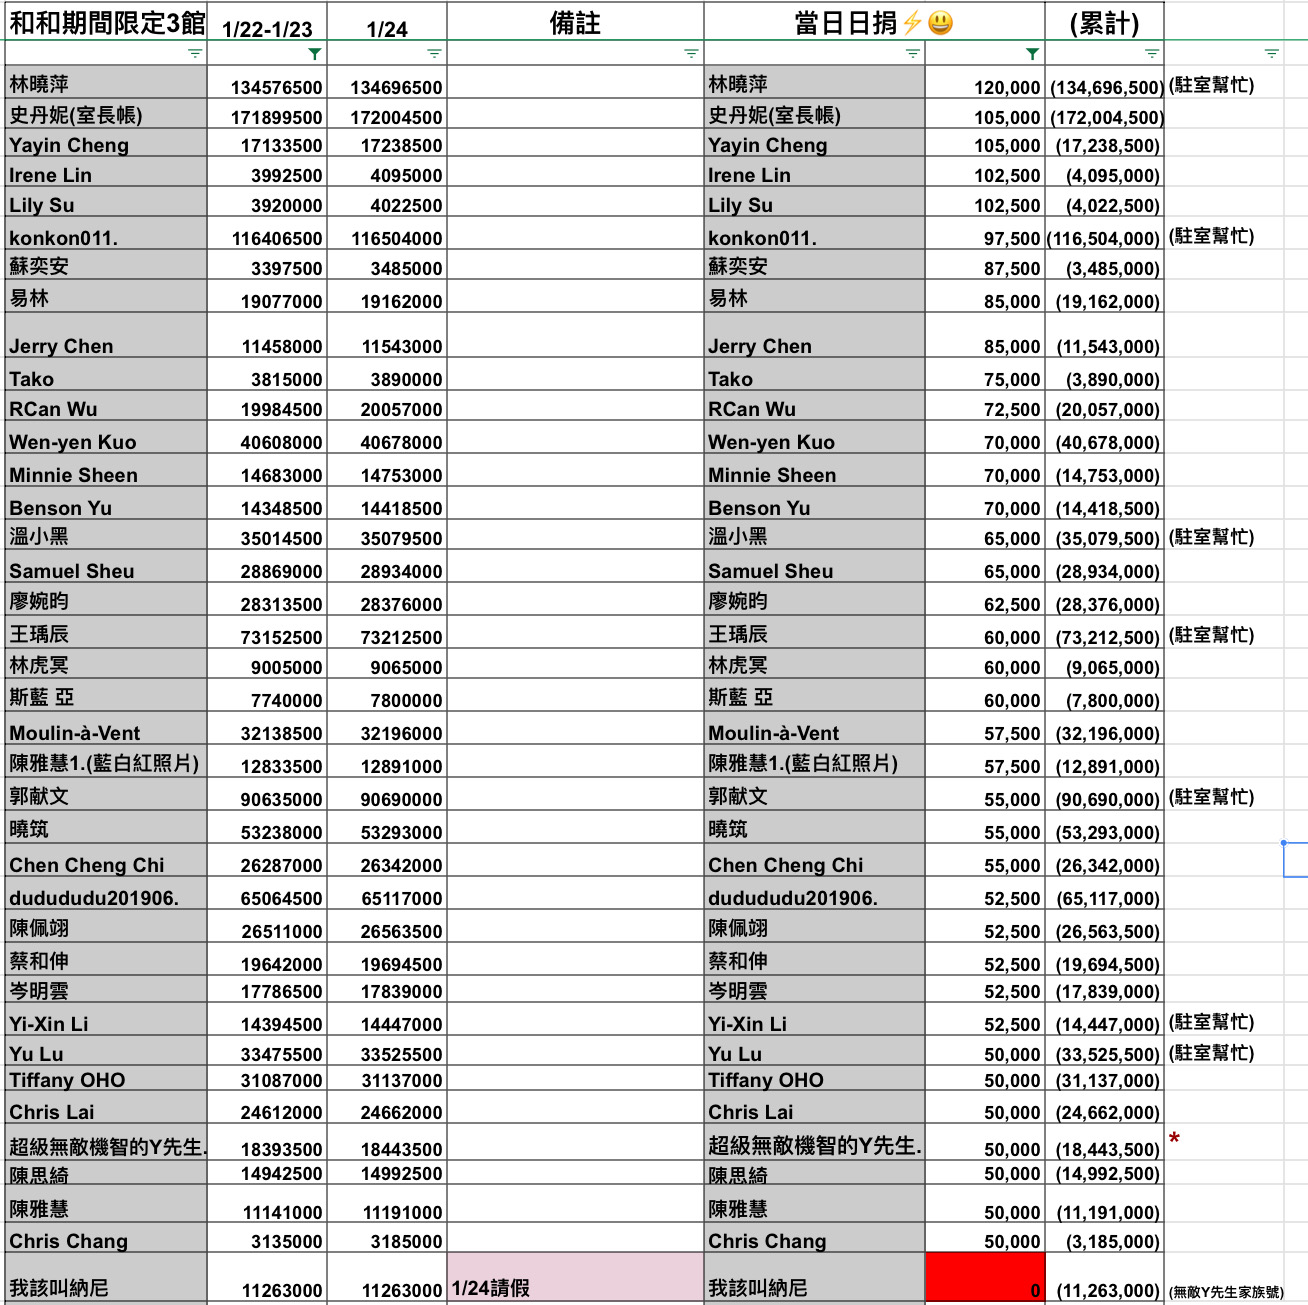 和和期間限定3館 1/22-1/23 1/24 備註 當日日捐⚡😃 (累計)
林曉萍 134576500 134696500 林曉萍 120,000 (134,696,500) (駐室幫忙)
史丹妮(室長帳) 171899500 172004500 史丹妮(室長帳) 105,000 (172,004,500)
Yayin Cheng 17133500 17238500 Yayin Cheng 105,000 (17,238,500)
Irene Lin 3992500 4095000 Irene Lin 102,500 (4,095,000)
Lily Su 3920000 4022500 Lily Su 102,500 (4,022,500)
konkon011. 116406500 116504000 konkon011. 97,500 (116,504,000) (駐室幫忙)
蘇奕安 3397500 3485000 蘇奕安 87,500 (3,485,000)
易林 19077000 19162000 易林 85,000 (19,162,000)
Jerry Chen 11458000 11543000 Jerry Chen 85,000 (11,543,000)
Tako 3815000 3890000 Tako 75,000 (3,890,000)
RCan Wu 19984500 20057000 RCan Wu 72,500 (20,057,000)
Wen-yen Kuo 40608000 40678000 Wen-yen Kuo 70,000 (40,678,000)
Minnie Sheen 14683000 14753000 Minnie Sheen 70,000 (14,753,000)
Benson Yu 14348500 14418500 Benson Yu 70,000 (14,418,500)
溫小黑 35014500 35079500 溫小黑 65,000 (35,079,500) (駐室幫忙)
Samuel Sheu 28869000 28934000 Samuel Sheu 65,000 (28,934,000)
廖婉昀 28313500 28376000 廖婉昀 62,500 (28,376,000)
王瑀辰 73152500 73212500 王瑀辰 60,000 (73,212,500) (駐室幫忙)
林虎冥 9005000 9065000 林虎冥 60,000 (9,065,000)
斯藍 亞 7740000 7800000 斯藍 亞 60,000 (7,800,000)
Moulin-à-Vent 32138500 32196000 Moulin-à-Vent 57,500 (32,196,000)
陳雅慧1.(藍白紅照片) 12833500 12891000 陳雅慧1.(藍白紅照片) 57,500 (12,891,000)
郭献文 90635000 90690000 郭献文 55,000 (90,690,000) (駐室幫忙)
曉筑 53238000 53293000 曉筑 55,000 (53,293,000)
Chen Cheng Chi 26287000 26342000 Chen Cheng Chi 55,000 (26,342,000)
dudududu201906. 65064500 65117000 dudududu201906. 52,500 (65,117,000)
陳佩翊 26511000 26563500 陳佩翊 52,500 (26,563,500)
蔡和伸 19642000 19694500 蔡和伸 52,500 (19,694,500)
岑明雲 17786500 17839000 岑明雲 52,500 (17,839,000)
Yi-Xin Li 14394500 14447000 Yi-Xin Li 52,500 (14,447,000) (駐室幫忙)
Yu Lu 33475500 33525500 Yu Lu 50,000 (33,525,500) (駐室幫忙)
Tiffany OHO 31087000 31137000 Tiffany OHO 50,000 (31,137,000)
Chris Lai 24612000 24662000 Chris Lai 50,000 (24,662,000)
超級無敵機智的Y先生. 18393500 18443500 超級無敵機智的Y先生. 50,000 (18,443,500) *
陳思綺 14942500 14992500 陳思綺 50,000 (14,992,500)
陳雅慧 11141000 11191000 陳雅慧 50,000 (11,191,000)
Chris Chang 3135000 3185000 Chris Chang 50,000 (3,185,000)
我該叫納尼 11263000 11263000 1/24請假 我該叫納尼 0 (11,263,000) (無敵Y先生家族號)